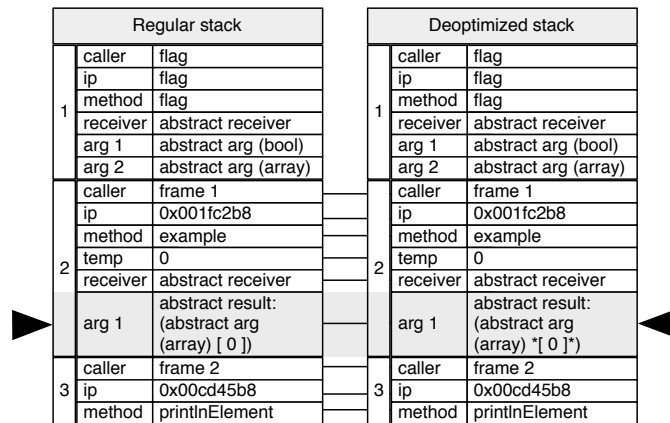 Regular stack
Deoptimized stack
1
caller flag
ip flag
method flag
receiver abstract receiver
arg 1 abstract arg (bool)
arg 2 abstract arg (array)
2
caller frame 1
ip 0x001fc2b8
method example
temp 0
receiver abstract receiver
arg 1
abstract result:
(abstract arg
(array) [ 0 ])
3
caller frame 2
ip 0x00cd45b8
method printlnElement
1
caller flag
ip flag
method flag
receiver abstract receiver
arg 1 abstract arg (bool)
arg 2 abstract arg (array)
2
caller frame 1
ip 0x001fc2b8
method example
temp 0
receiver abstract receiver
arg 1
abstract result:
(abstract arg
(array) *[ 0 ]*)
3
caller frame 2
ip 0x00cd45b8
method printlnElement